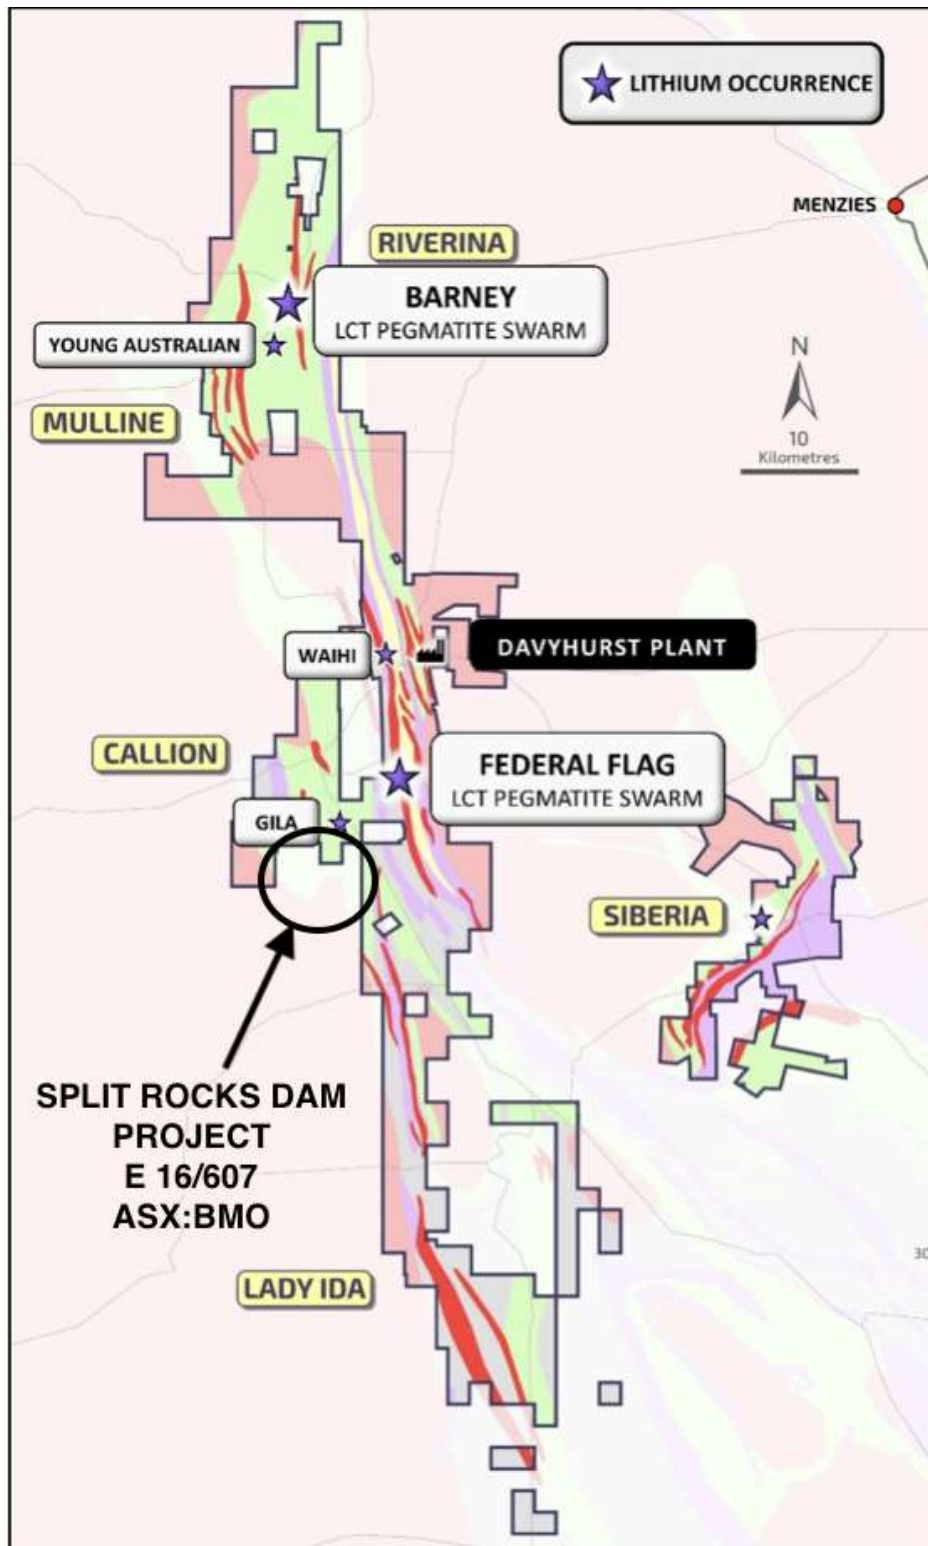 LITHIUM OCCURRENCE
MENZIES
RIVERINA
BARNEY
LCT PEGMATITE SWARM
YOUNG AUSTRALIAN
N
10
Kilometres
MULLINE
WAIHI
DAVYHURST PLANT
CALLION
FEDERAL FLAG
LCT PEGMATITE SWARM
GILA
SIBERIA
SPLIT ROCKS DAM
PROJECT
E 16/607
ASX:BMO
30
LADY IDA